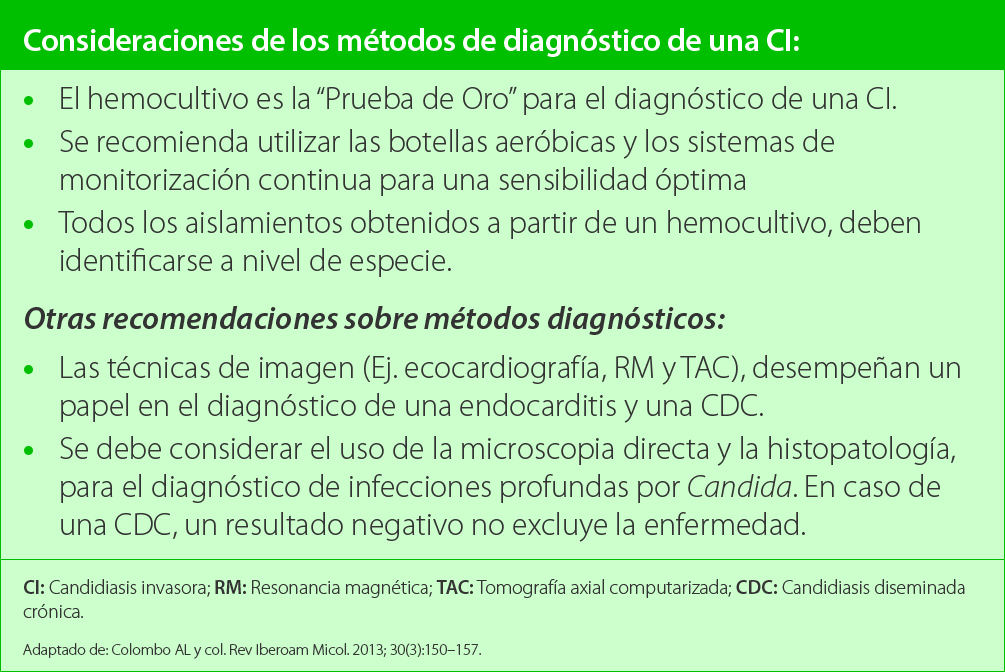 Consideraciones de los métodos de diagnóstico de una CI:
• El hemocultivo es la “Prueba de Oro” para el diagnóstico de una CI.
• Se recomienda utilizar las botellas aeróbicas y los sistemas de
monitorización continua para una sensibilidad óptima
• Todos los aislamientos obtenidos a partir de un hemocultivo, deben
identificarse a nivel de especie.
Otras recomendaciones sobre métodos diagnósticos:
• Las técnicas de imagen (Ej. ecocardiografía, RM y TAC), desempeñan un
papel en el diagnóstico de una endocarditis y una CDC.
• Se debe considerar el uso de la microscopia directa y la histopatología,
para el diagnóstico de infecciones profundas por Candida. En caso de
una CDC, un resultado negativo no excluye la enfermedad.
CI: Candidiasis invasora; RM: Resonancia magnética; TAC: Tomografía axial computarizada; CDC: Candidiasis diseminada
crónica.
Adaptado de: Colombo AL y col. Rev Iberoam Micol. 2013; 30(3):150–157.